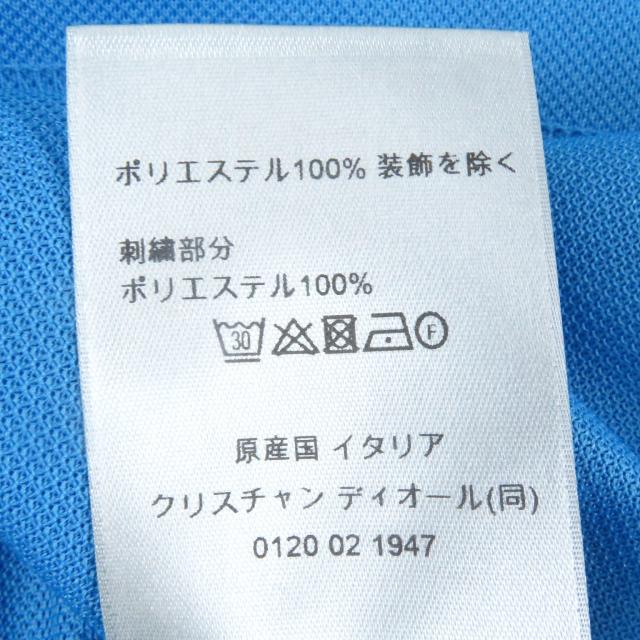 ポリエステル100% 装飾を除く
刺繍部分
ポリエステル100%
30 F
原産国 イタリア
クリスチャン ディオール(同)
0120 02 1947